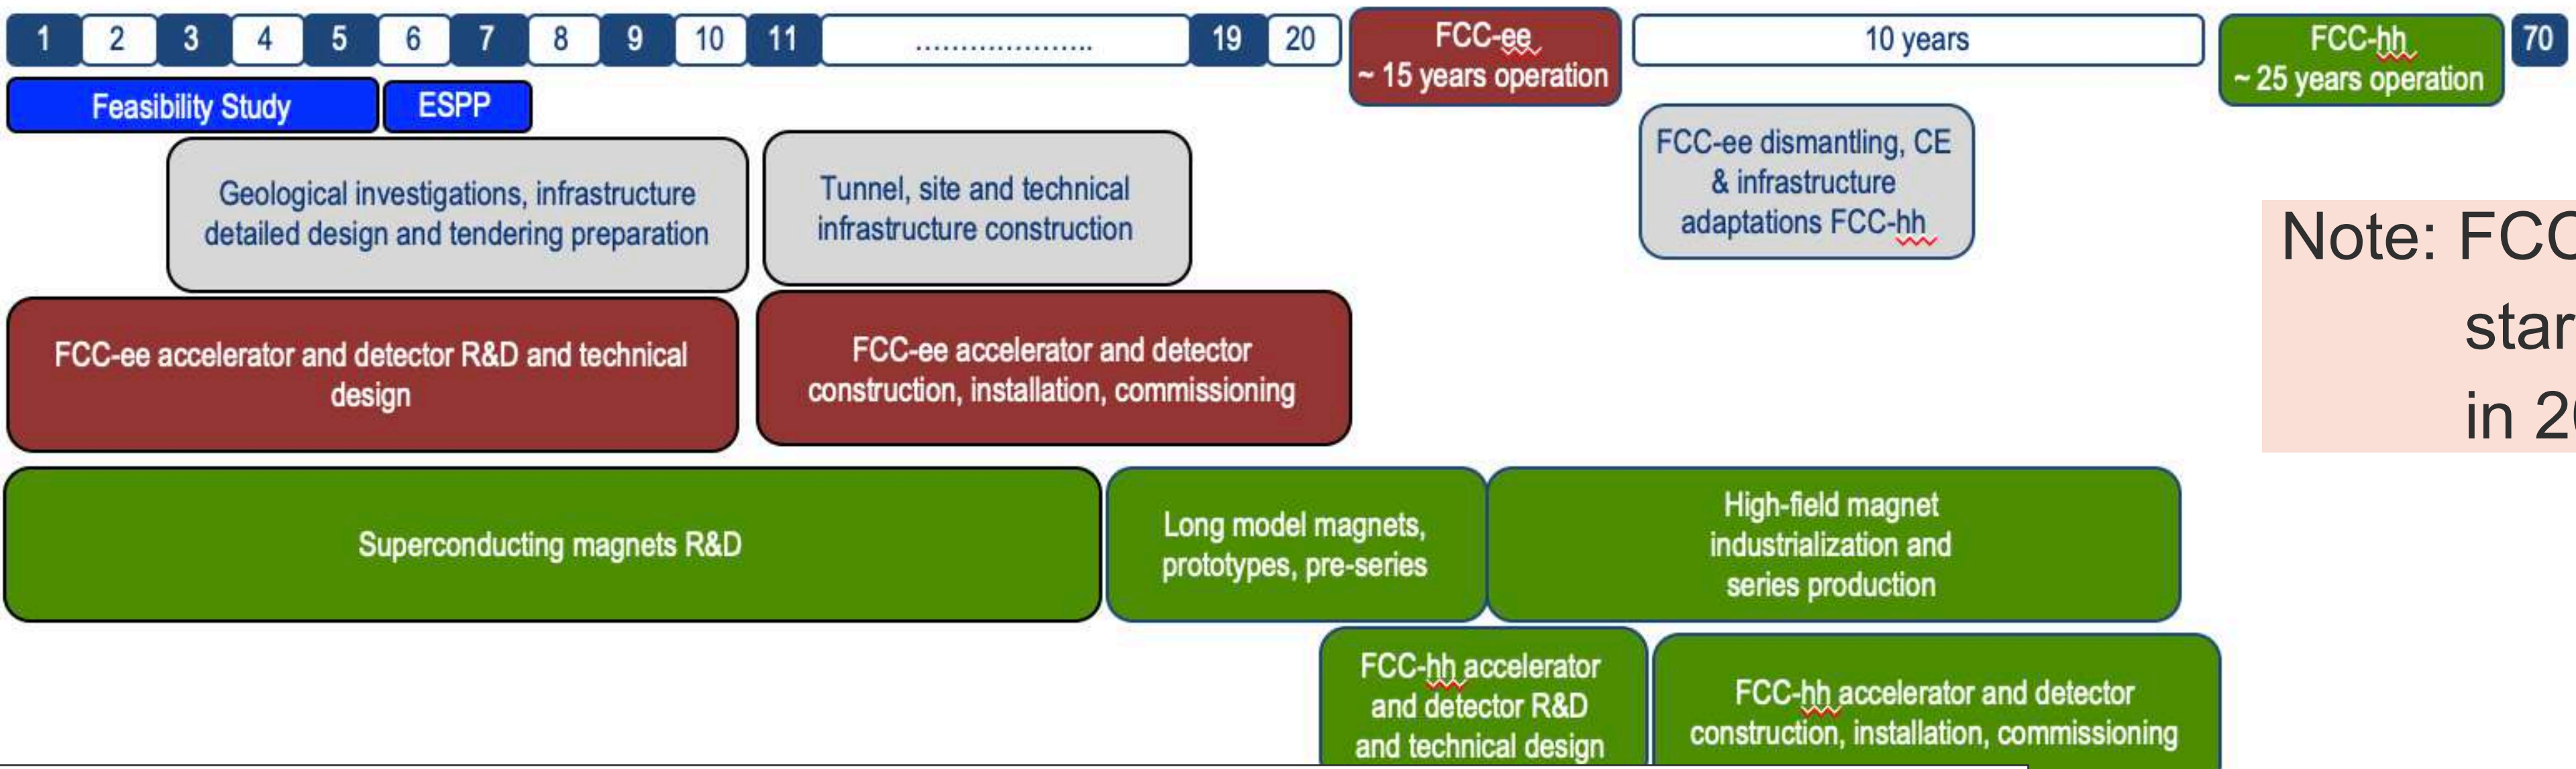 1 2 3 4 5 6 7 8 9 10 11 ..................... 19 20
FCC-ee
~ 15 years operation
10 years
FCC-hh
~ 25 years operation
70
Feasibility Study
ESPP
Geological investigations, infrastructure
detailed design and tendering preparation
Tunnel, site and technical
infrastructure construction
FCC-ee dismantling, CE
& infrastructure
adaptations FCC-hh
Note:
FCC-ee accelerator and detector R&D and technical
design
FCC-ee accelerator and detector
construction, installation, commissioning
in
Superconducting magnets R&D
Long model magnets,
prototypes, pre-series
High-field magnet
industrialization and
series production
FCC-hh accelerator
and detector R&D
and technical design
FCC-hh accelerator and detector
construction, installation, commissioning